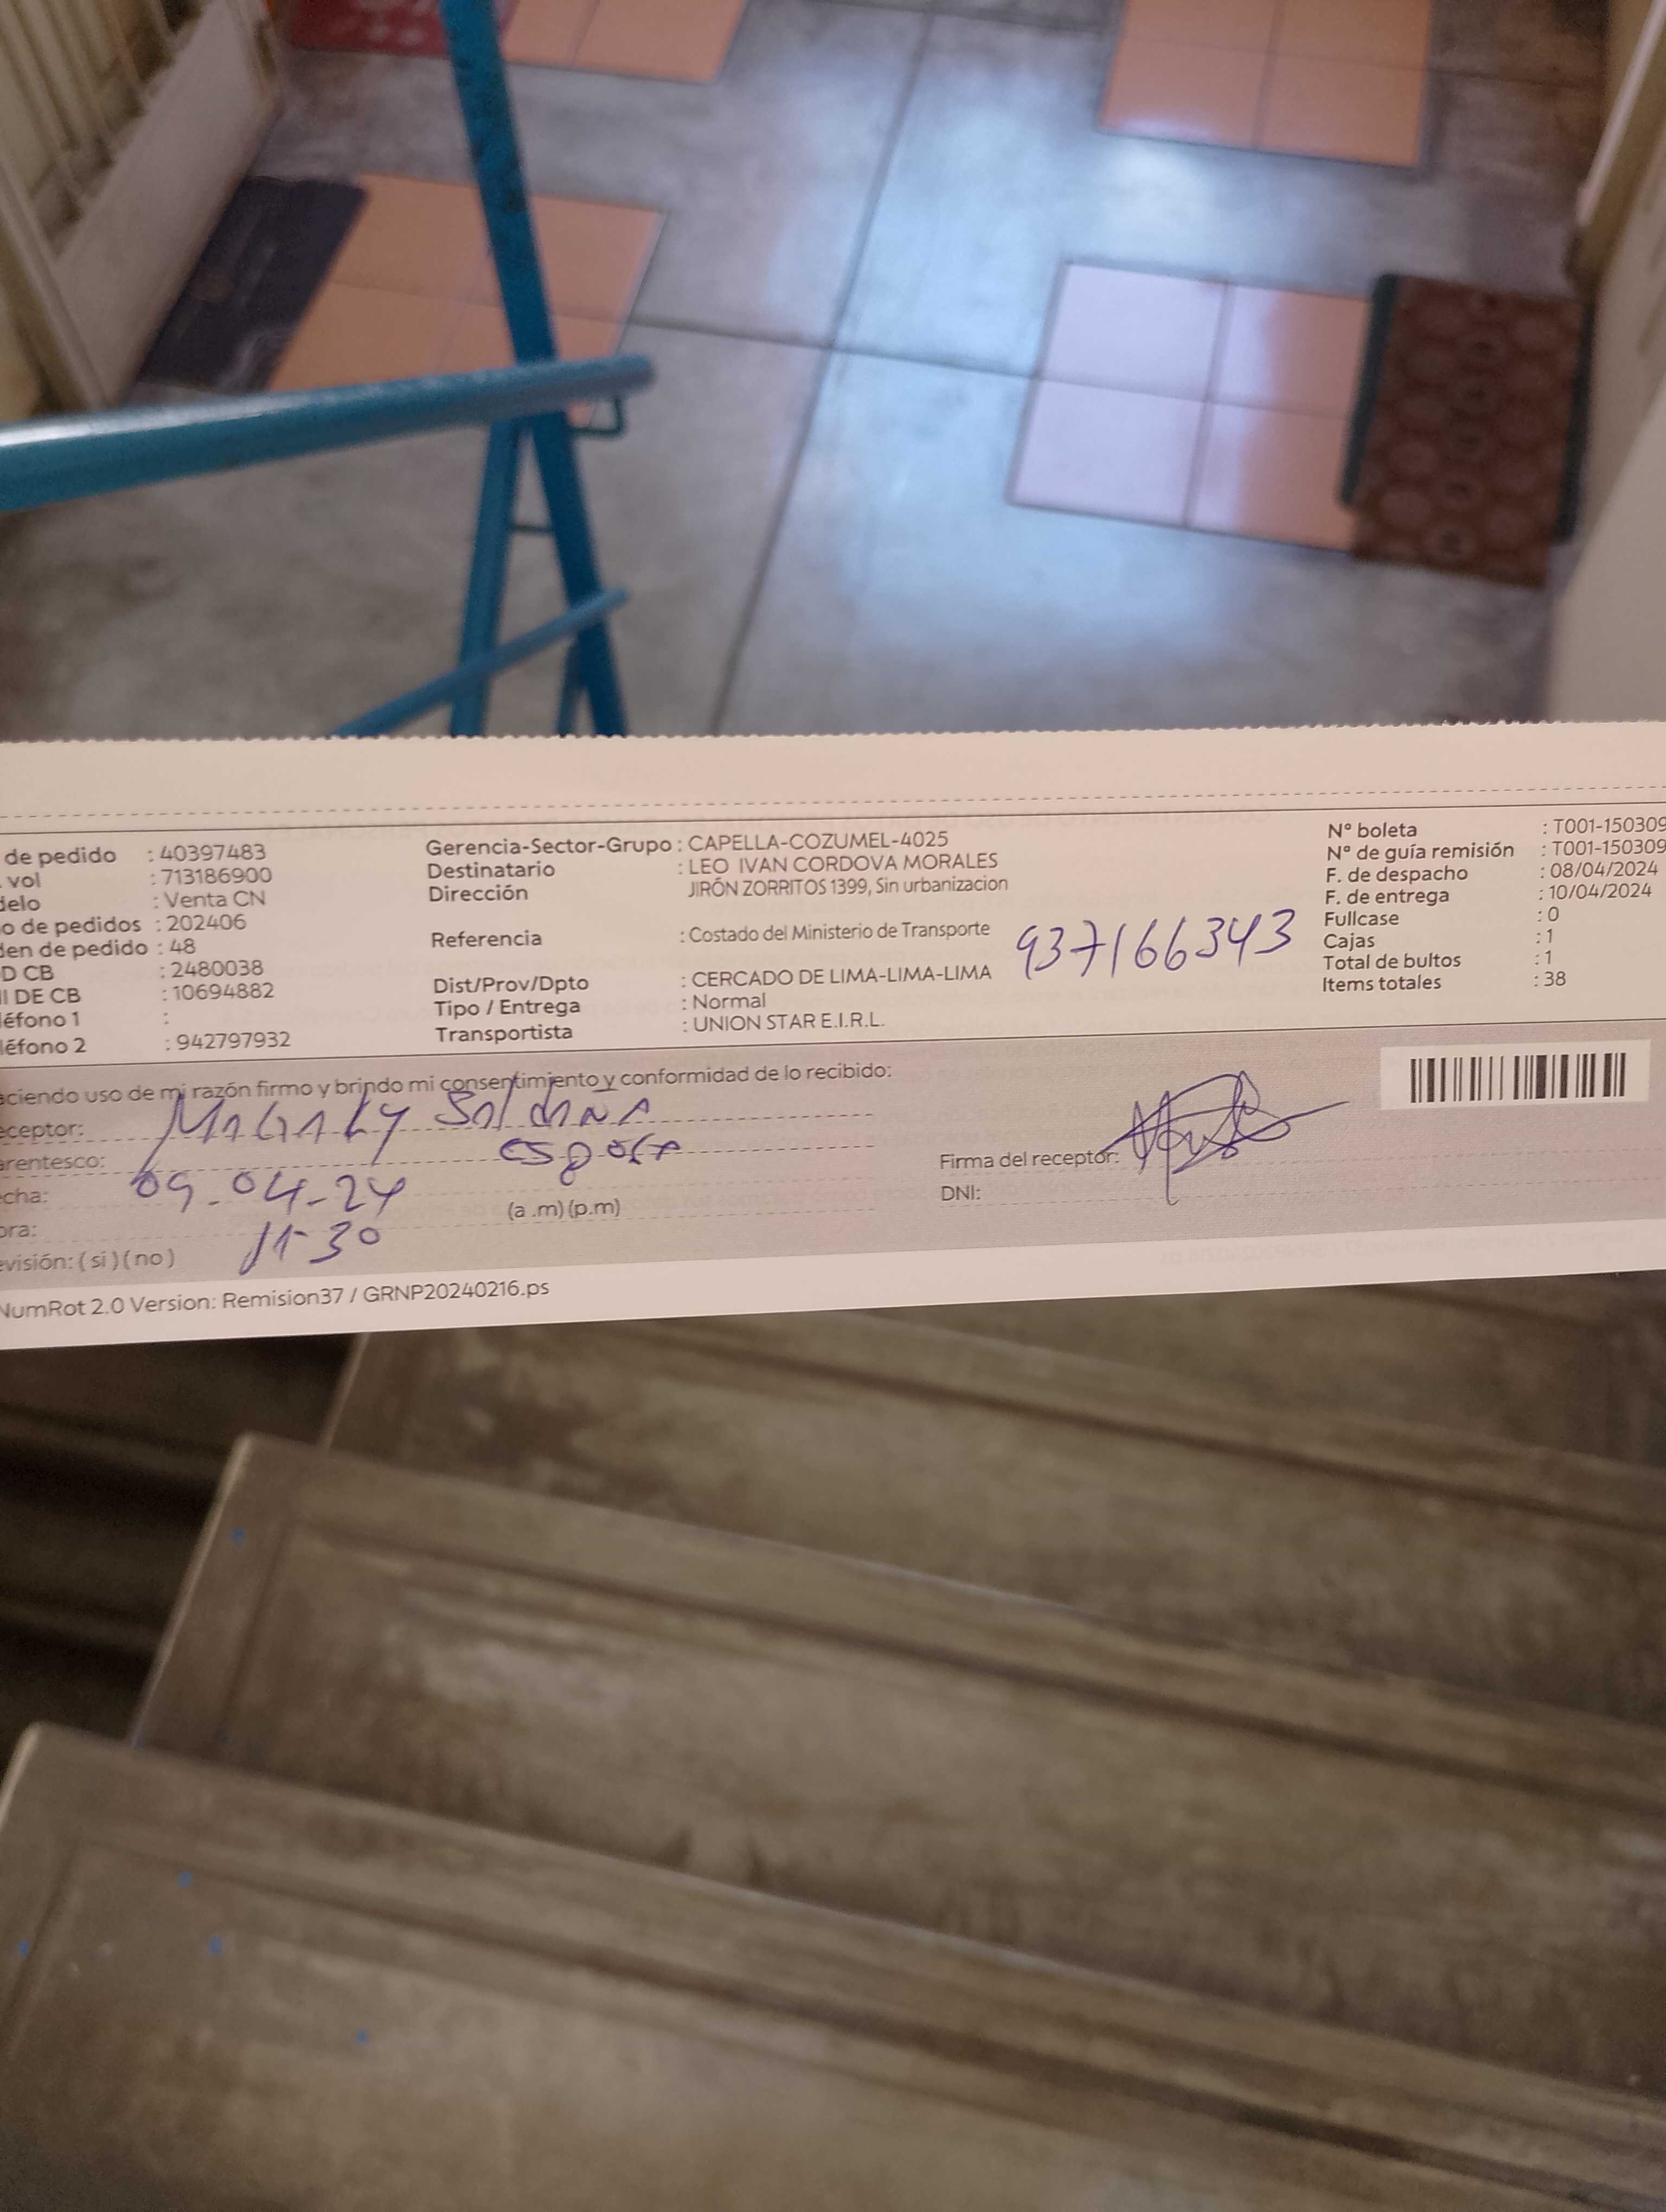 de pedido : 40397483
vol : 713186900
delo : Venta CN
o de pedidos : 202406
den de pedido : 48
D CB : 2480038
I DE CB : 10694882
léfono 1 :
léfono 2 : 942797932
Gerencia-Sector-Grupo : CAPELLA-COZUMEL-4025
Destinatario : LEO IVAN CORDOVA MORALES
Dirección JIRÓN ZORRITOS 1399, Sin urbanizacion
Referencia : Costado del Ministerio de Transporte
937166343
Dist/Prov/Dpto : CERCADO DE LIMA-LIMA-LIMA
Tipo / Entrega : Normal
Transportista : UNION STAR E.I.R.L.
N° boleta : T001-150309
N° de guía remisión : T001-150309
F. de despacho : 08/04/2024
F. de entrega : 10/04/2024
Fullcase : 0
Cajas : 1
Total de bultos : 1
Items totales : 38
aciendo uso de mi razón firmo y brindo mi consentimiento y conformidad de lo recibido:
eceptor: MAGALY SAldAÑA
arentesco: esposa
echa: 09-04-24
ora: 11-30 (a .m) (p.m)
evisión: ( si ) ( no )
Firma del receptor:
DNI:
NumRot 2.0 Version: Remision37 / GRNP20240216.ps